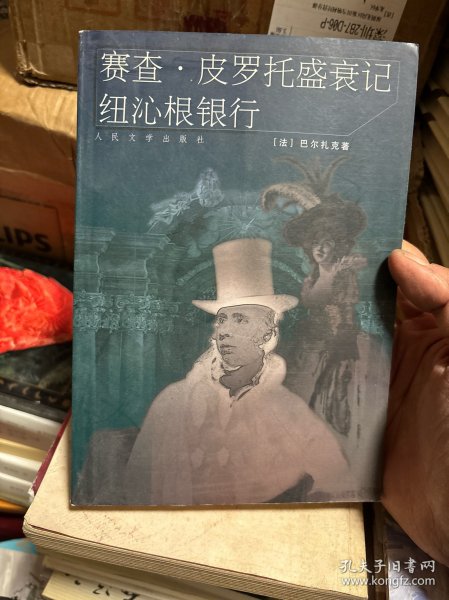 赛查·皮罗托盛衰记
纽沁根银行
人民文学出版社
[法] 巴尔扎克著
LIPS
孔夫子旧书网
www.kongfz.com